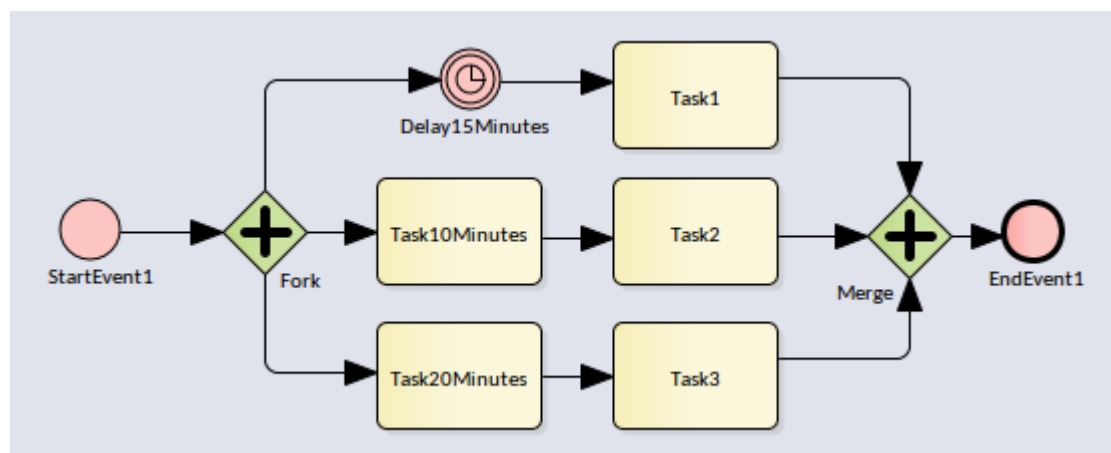 Task1
Delay15Minutes
Task10Minutes
Task2
StartEvent1
Fork
Merge
EndEvent1
Task20Minutes
Task3